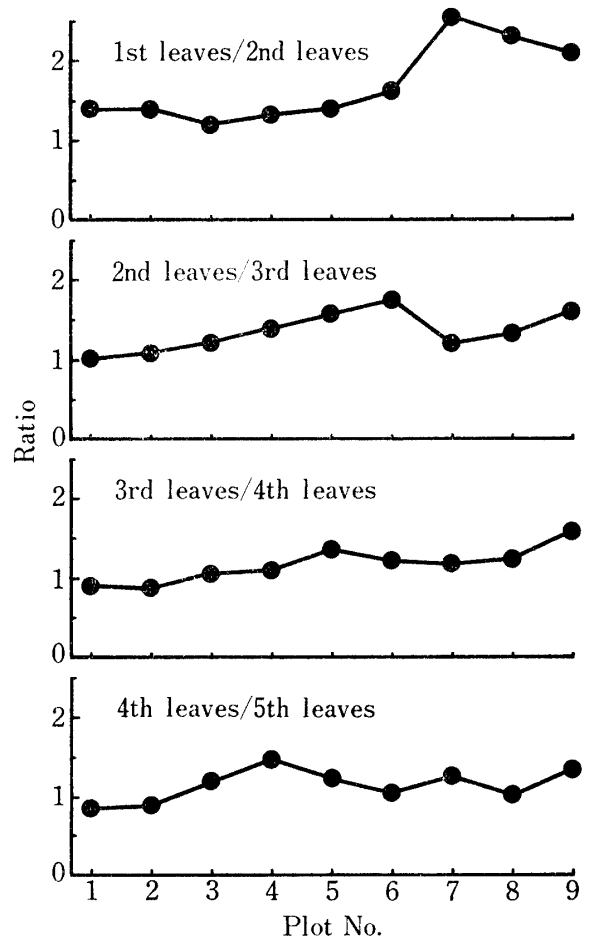 1st leaves/2nd leaves
2
1
0
2nd leaves/3rd leaves
2
1
0
Ratio
3rd leaves/4th leaves
2
1
0
4th leaves/5th leaves
2
1
0
1 2 3 4 5 6 7 8 9
Plot No.